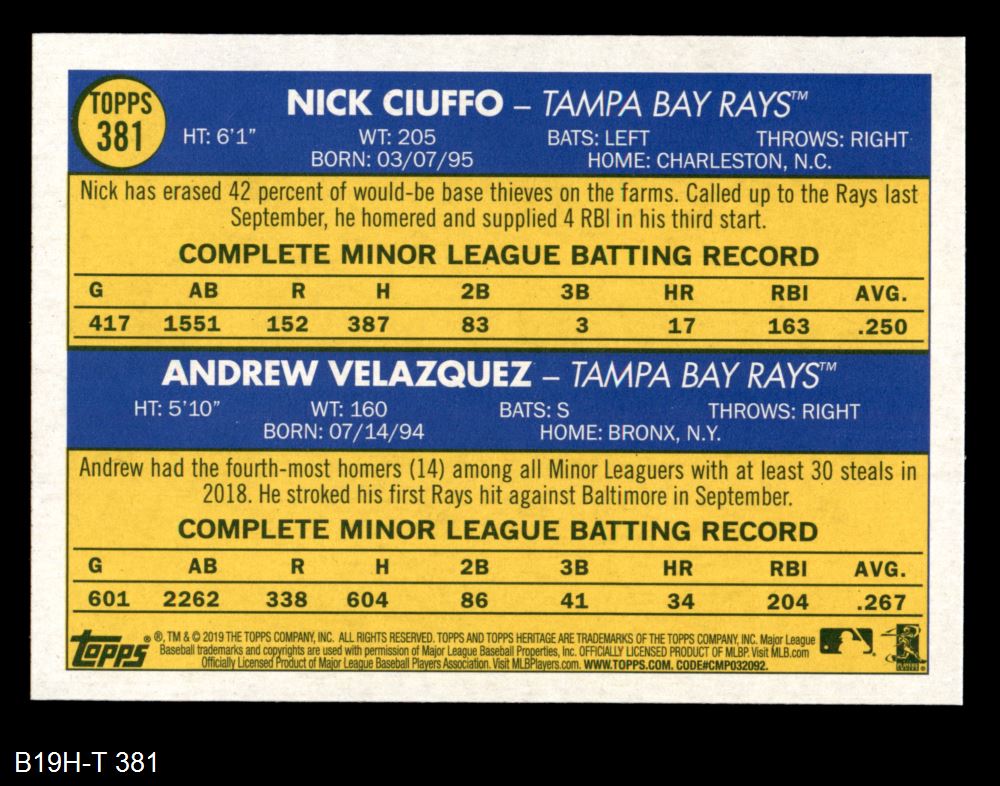 TOPPS
381
NICK CIUFFO – TAMPA BAY RAYS™
HT: 6'1" WT: 205 BATS: LEFT THROWS: RIGHT
BORN: 03/07/95 HOME: CHARLESTON, N.C.
Nick has erased 42 percent of would-be base thieves on the farms. Called up to the Rays last
September, he homered and supplied 4 RBI in his third start.
COMPLETE MINOR LEAGUE BATTING RECORD
G AB R H 2B 3B HR RBI AVG.
417 1551 152 387 83 3 17 163 .250
ANDREW VELAZQUEZ – TAMPA BAY RAYS™
HT: 5'10" WT: 160 BATS: S THROWS: RIGHT
BORN: 07/14/94 HOME: BRONX, N.Y.
Andrew had the fourth-most homers (14) among all Minor Leaguers with at least 30 steals in
2018. He stroked his first Rays hit against Baltimore in September.
COMPLETE MINOR LEAGUE BATTING RECORD
G AB R H 2B 3B HR RBI AVG.
601 2262 338 604 86 41 34 204 .267
Topps® ®, TM & © 2019 THE TOPPS COMPANY, INC. ALL RIGHTS RESERVED. TOPPS AND TOPPS HERITAGE ARE TRADEMARKS OF THE TOPPS COMPANY, INC. Major League
Baseball trademarks and copyrights are used with permission of Major League Baseball Properties, Inc. OFFICIALLY LICENSED PRODUCT OF MLBP. Visit MLB.com
Officially Licensed Product of Major League Baseball Players Association. Visit MLBPlayers.com. WWW.TOPPS.COM. CODE#CMP032092.
B19H-T 381